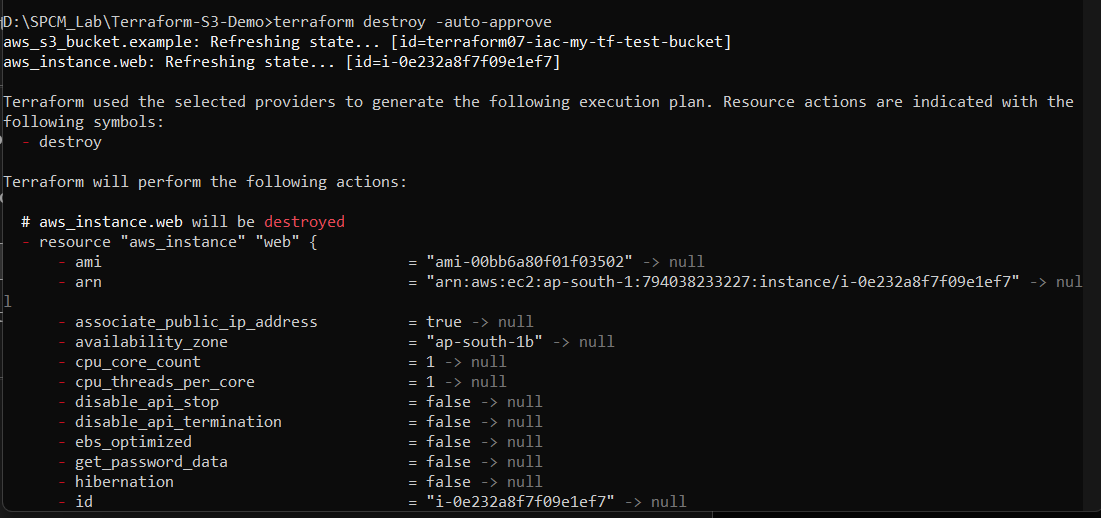 D:\SPCM_Lab\Terraform-S3-Demo>terraform destroy -auto-approve
aws_s3_bucket.example: Refreshing state... [id=terraform07-iac-my-tf-test-bucket]
aws_instance.web: Refreshing state... [id=i-0e232a8f7f09e1ef7]
Terraform used the selected providers to generate the following execution plan. Resource actions are indicated with the
following symbols:
- destroy
Terraform will perform the following actions:
# aws_instance.web will be destroyed
- resource "aws_instance" "web" {
- ami = "ami-00bb6a80f01f03502" -> null
- arn = "arn:aws:ec2:ap-south-1:794038233227:instance/i-0e232a8f7f09e1ef7" -> nul
l
- associate_public_ip_address = true -> null
- availability_zone = "ap-south-1b" -> null
- cpu_core_count = 1 -> null
- cpu_threads_per_core = 1 -> null
- disable_api_stop = false -> null
- disable_api_termination = false -> null
- ebs_optimized = false -> null
- get_password_data = false -> null
- hibernation = false -> null
- id = "i-0e232a8f7f09e1ef7" -> null